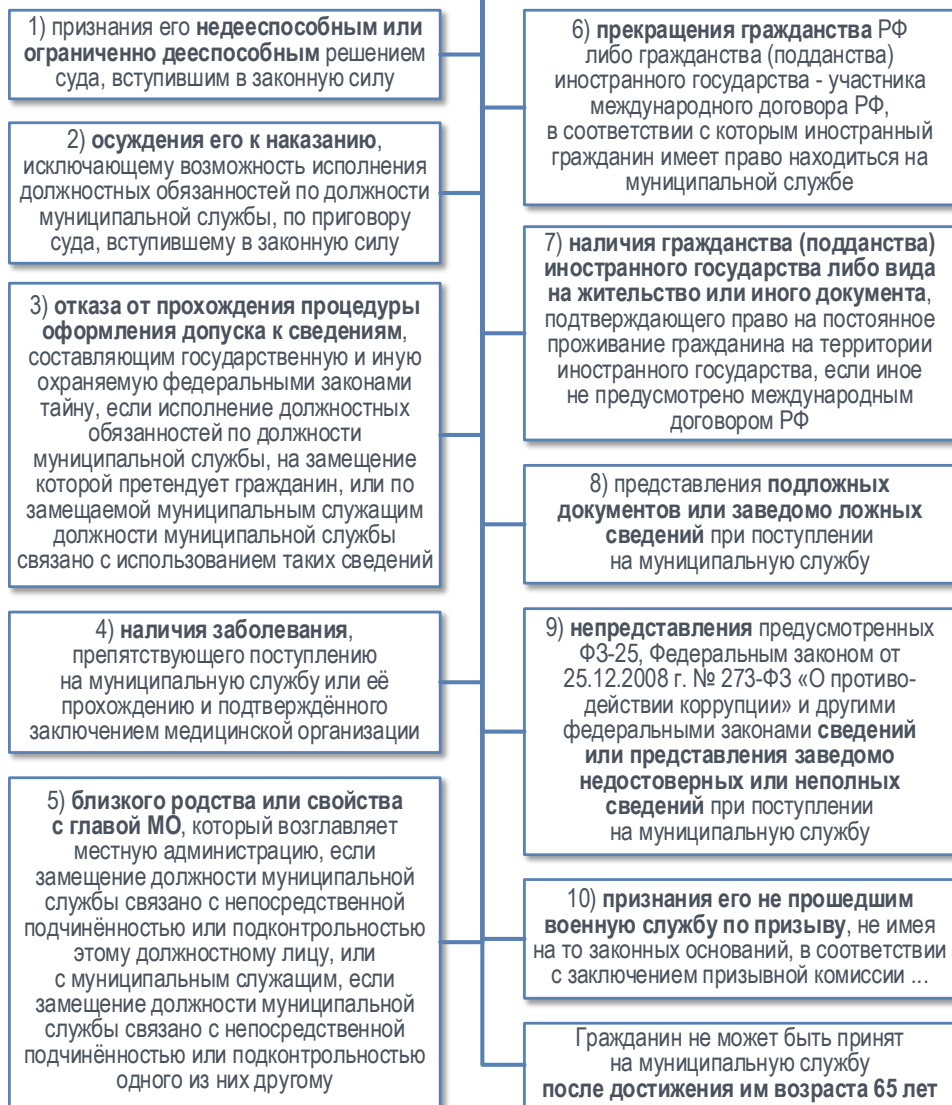 1) признания его недееспособным или
ограниченно дееспособным решением
суда, вступившим в законную силу
2) осуждения его к наказанию,
исключающему возможность исполнения
должностных обязанностей по должности
муниципальной службы, по приговору
суда, вступившему в законную силу
3) отказа от прохождения процедуры
оформления допуска к сведениям,
составляющим государственную и иную
охраняемую федеральными законами
тайну, если исполнение должностных
обязанностей по должности
муниципальной службы, на замещение
которой претендует гражданин, или по
замещаемой муниципальным служащим
должности муниципальной службы
связано с использованием таких сведений
4) наличия заболевания,
препятствующего поступлению
на муниципальную службу или её
прохождению и подтверждённого
заключением медицинской организации
5) близкого родства или свойства
с главой МО, который возглавляет
местную администрацию, если
замещение должности муниципальной
службы связано с непосредственной
подчинённостью или подконтрольностью
этому должностному лицу, или
с муниципальным служащим, если
замещение должности муниципальной
службы связано с непосредственной
подчинённостью или подконтрольностью
одного из них другому
6) прекращения гражданства РФ
либо гражданства (подданства)
иностранного государства - участника
международного договора РФ,
в соответствии с которым иностранный
гражданин имеет право находиться на
муниципальной службе
7) наличия гражданства (подданства)
иностранного государства либо вида
на жительство или иного документа,
подтверждающего право на постоянное
проживание гражданина на территории
иностранного государства, если иное
не предусмотрено международным
договором РФ
8) представления подложных
документов или заведомо ложных
сведений при поступлении
на муниципальную службу
9) непредставления предусмотренных
ФЗ-25, Федеральным законом от
25.12.2008 г. № 273-ФЗ «О противо-
действии коррупции» и другими
федеральными законами сведений
или представления заведомо
недостоверных или неполных
сведений при поступлении
на муниципальную службу
10) признания его не прошедшим
военную службу по призыву, не имея
на то законных оснований, в соответствии
с заключением призывной комиссии ...
Гражданин не может быть принят
на муниципальную службу
после достижения им возраста 65 лет